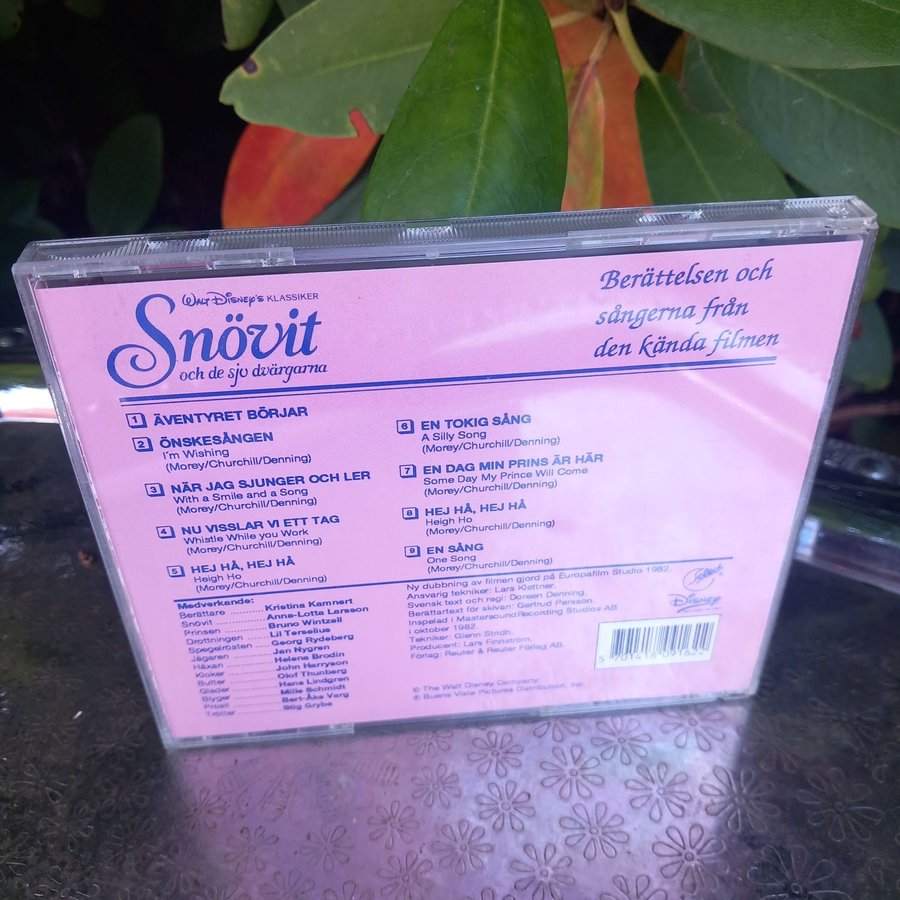 WALT DISNEY'S KLASSIKER
Snövit
och de sju dvärgarna
Berättelsen och
sångerna från
den kända filmen
1 ÄVENTYRET BÖRJAR
2 ÖNSKESÅNGEN
I'm Wishing
(Morey/Churchill/Denning)
3 NÄR JAG SJUNGER OCH LER
With a Smile and a Song
(Morey/Churchill/Denning)
4 NU VISSLAR VI ETT TAG
Whistle While you Work
(Morey/Churchill/Denning)
5 HEJ HÅ, HEJ HÅ
Heigh Ho
(Morey/Churchill/Denning)
6 EN TOKIG SÅNG
A Silly Song
(Morey/Churchill/Denning)
7 EN DAG MIN PRINS ÄR HÄR
Some Day My Prince Will Come
(Morey/Churchill/Denning)
8 HEJ HÅ, HEJ HÅ
Heigh Ho
(Morey/Churchill/Denning)
9 EN SÅNG
One Song
(Morey/Churchill/Denning)
Medverkande:
Berättare .......... Kristina Kamnert
Snövit .......... Anna-Lotta Larsson
Prinsen .......... Bruno Wintzell
Drottningen ...... Lil Terselius
Spegelrösten .... Georg Rydeberg
Jägaren .......... Jan Nygren
Häxan .......... Helena Brodin
Kloker .......... John Harryson
Butter .......... Olof Thunberg
Glader .......... Hans Lindgren
Blyger .......... Mille Schmidt
Prosit .......... Bert-Åke Varg
Trötter .......... Stig Grybe
Ny dubbning av filmen gjord på Europafilm Studio 1982.
Ansvarig tekniker: Lars Klettner.
Svensk text och regi: Doreen Denning.
Berättartext för skivan: Gertrud Persson.
Inspelad i Mastersound Recording Studios AB
i oktober 1982
Tekniker: Glenn Stridh.
Producent: Lars Finnström.
Förlag: Reuter & Reuter Förlag AB.
© The Walt Disney Company
© Buena Vista Pictures Distribution, Inc.
Disney